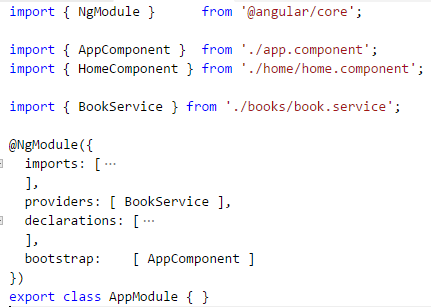 import { NgModule }      from '@angular/core';
import { AppComponent }  from './app.component';
import { HomeComponent } from './home/home.component';
import { BookService } from './books/book.service';
@NgModule({
  imports: [ ···
  ],
  providers: [ BookService ],
  declarations: [ ···
  ],
  bootstrap:    [ AppComponent ]
})
export class AppModule { }